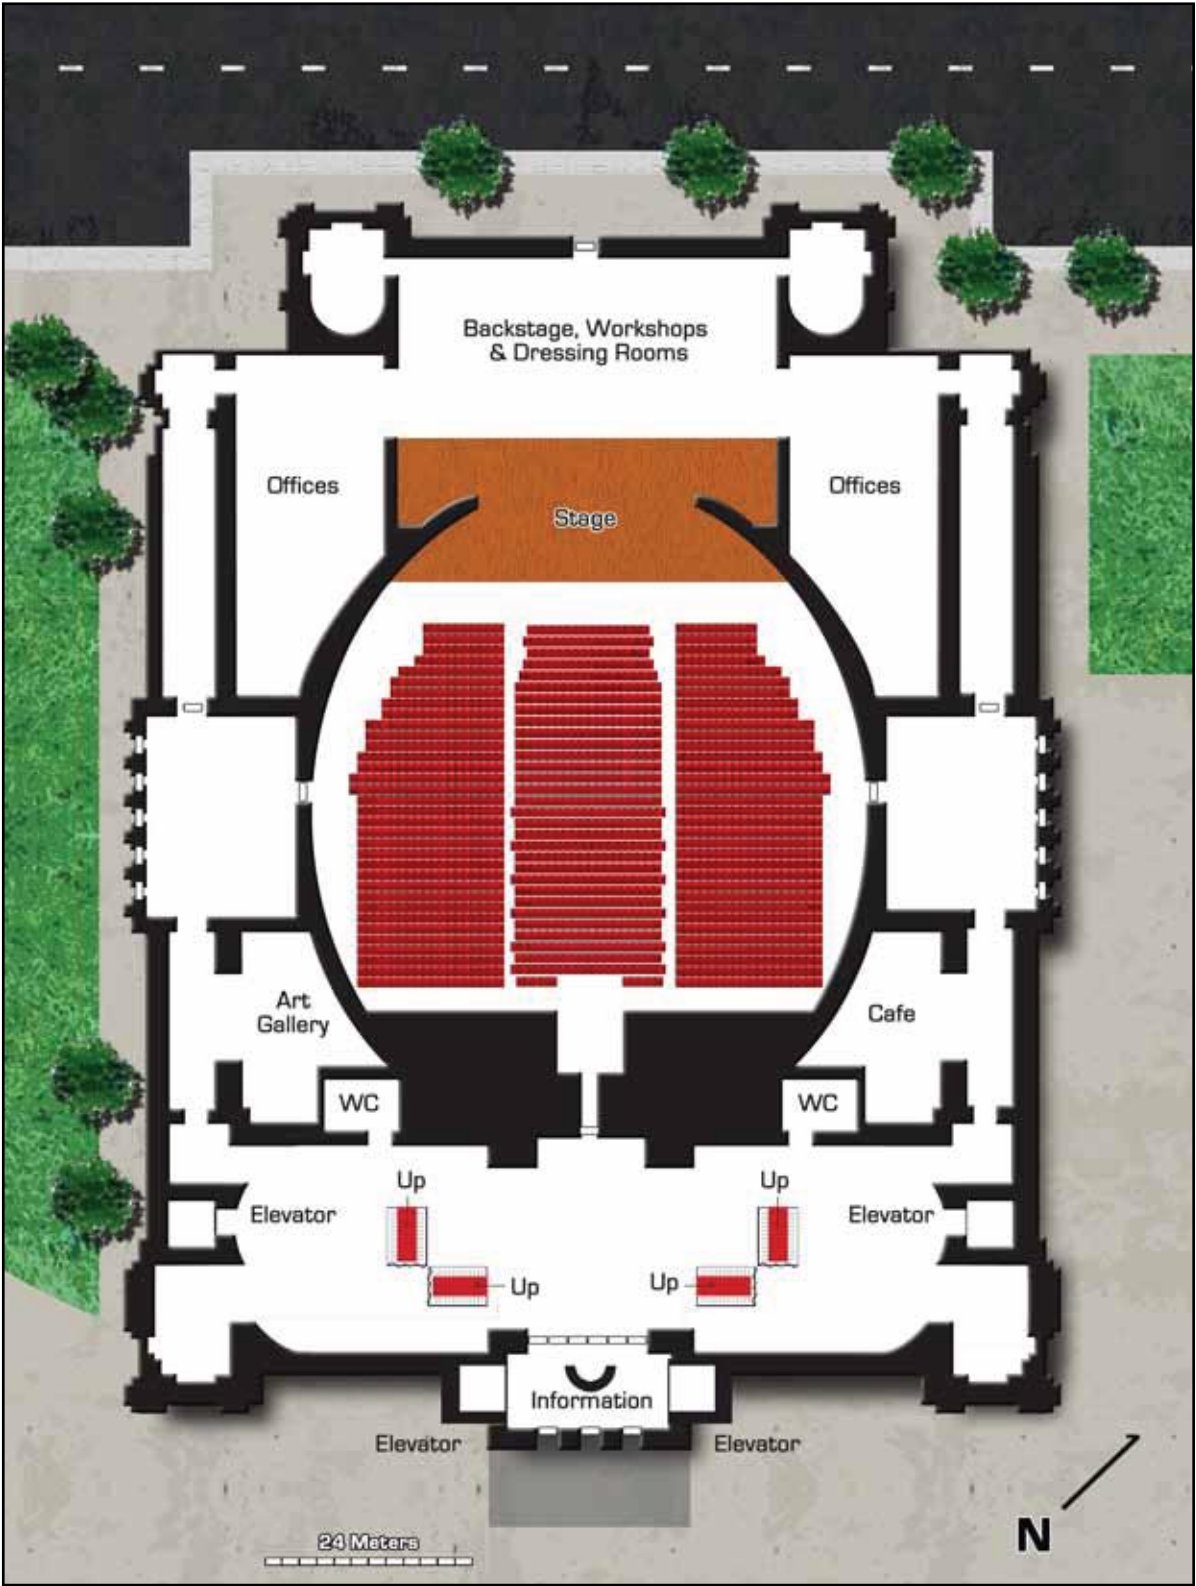 Backstage, Workshops
& Dressing Rooms
Offices
Offices
Stage
Art
Gallery
Cafe
WC
WC
Up
Up
Elevator
Elevator
Up
Up
Information
Elevator
Elevator
N
24 Meters